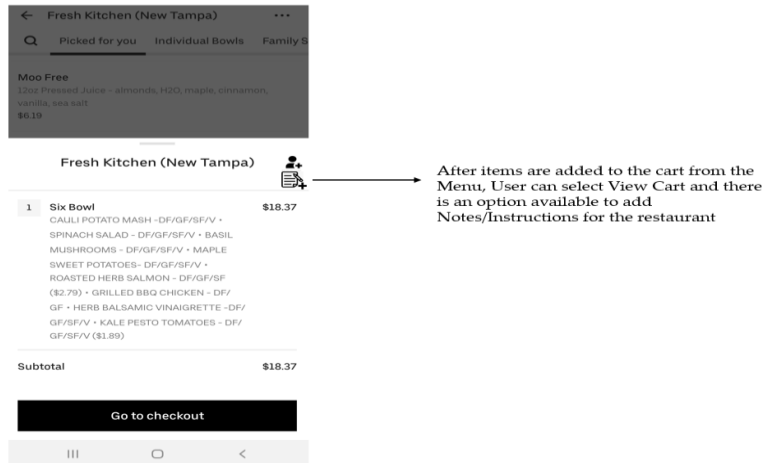 Fresh Kitchen (New Tampa)
Picked for you Individual Bowls Family S
Moo Free
12oz Pressed Juice - almonds, H2O, maple, cinnamon,
vanilla, sea salt
$6.19
Fresh Kitchen (New Tampa)
1 Six Bowl $18.37
CAULI POTATO MASH -DF/GF/SF/V •
SPINACH SALAD - DF/GF/SF/V • BASIL
MUSHROOMS - DF/GF/SF/V • MAPLE
SWEET POTATOES- DF/GF/SF/V •
ROASTED HERB SALMON - DF/GF/SF
($2.79) • GRILLED BBQ CHICKEN - DF/
GF • HERB BALSAMIC VINAIGRETTE -DF/
GF/SF/V • KALE PESTO TOMATOES - DF/
GF/SF/V ($1.89)
Subtotal $18.37
Go to checkout
After items are added to the cart from the
Menu, User can select View Cart and there
is an option available to add
Notes/Instructions for the restaurant